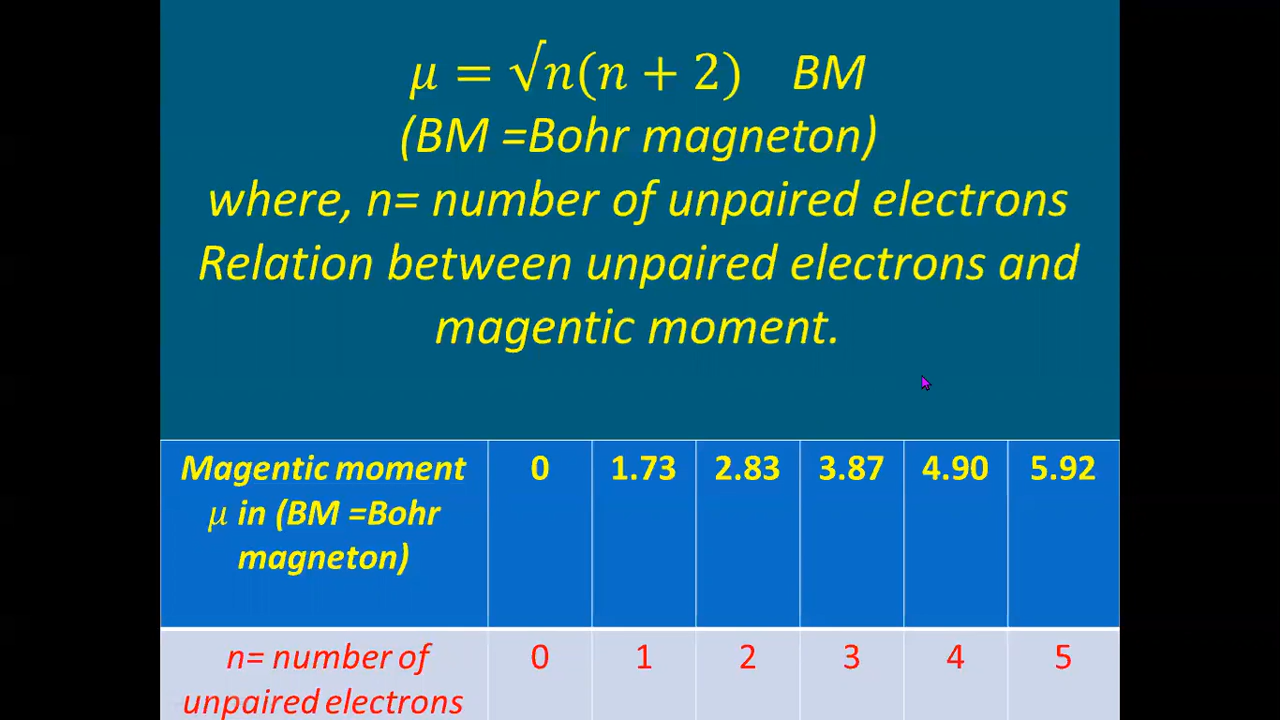 μ = √n(n + 2) BM
(BM =Bohr magneton)
where, n= number of unpaired electrons
Relation between unpaired electrons and
magentic moment.
Magentic moment 0 1.73 2.83 3.87 4.90 5.92
μ in (BM =Bohr
magneton)
n= number of 0 1 2 3 4 5
unpaired electrons